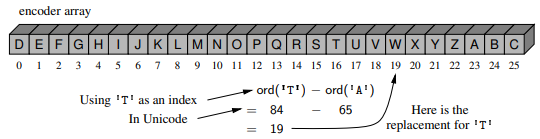 encoder array
D E F G H I J K L M N O P Q R S T U V W X Y Z A B C
0 1 2 3 4 5 6 7 8 9 10 11 12 13 14 15 16 17 18 19 20 21 22 23 24 25
Using 'T' as an index
ord('T') − ord('A')
In Unicode
= 84 − 65
= 19
Here is the
replacement for 'T'